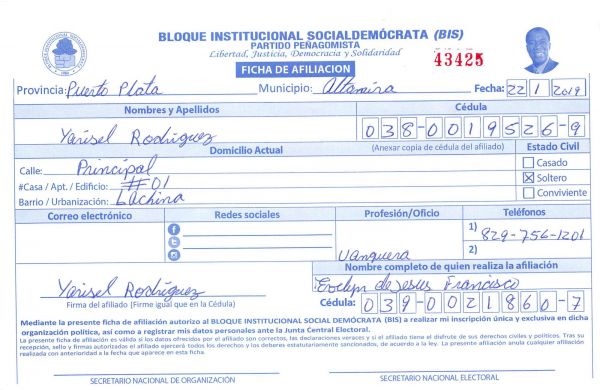 BLOQUE INSTITUCIONAL SOCIALDEMÓCRATA (BIS)
PARTIDO PEÑAGOMISTA
Libertad, Justicia, Democracia y Solidaridad
43425
FICHA DE AFILIACION
Provincia: Puerto Plata Municipio: Altamira Fecha: 22 1 2019
Nombres y Apellidos Cédula
Yarisel Rodriguez 038-0019526-9
Domicilio Actual (Anexar copia de cédula del afiliado) Estado Civil
Calle: Principal Casado
#Casa / Apt. / Edificio: #01 Soltero
Barrio / Urbanización: Lachina Conviviente
Correo electrónico Redes sociales Profesión/Oficio Teléfonos
1) 829-756-1201
Vanquera 2)
Nombre completo de quien realiza la afiliación
Yarisel Rodriguez Evelyn de Jesus Francisco
Firma del afiliado (Firme igual que en la Cédula) Cédula: 039-0021860-7
Mediante la presente ficha de afiliación autorizo al BLOQUE INSTITUCIONAL SOCIAL DEMÓCRATA (BIS) a realizar mi inscripción única y exclusiva en dicha
organización política, así como a registrar mis datos personales ante la Junta Central Electoral.
La presente ficha de afiliación es válida si los datos ofrecidos por el afiliado son correctos, las declaraciones veraces y si el afiliado tiene el disfrute de sus derechos civiles y políticos. Tras su
recepción, sello y firmas autorizadas el afiliado ejercerá todos los derechos y los deberes estatutariamente sancionados, de acuerdo a la ley. La presente afiliación anula cualquier afiliación
realizada con anterioridad a la fecha que aparece en esta ficha.
SECRETARIO NACIONAL DE ORGANIZACIÓN SECRETARIO NACIONAL ELECTORAL